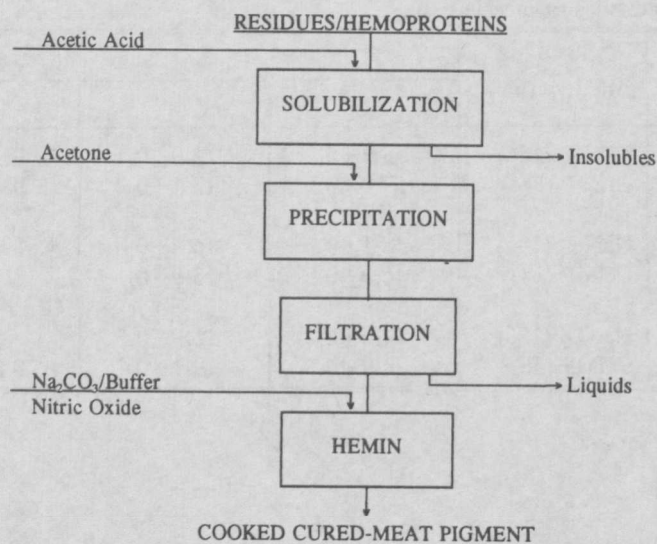 RESIDUES/HEMOPROTEINS
Acetic Acid
SOLUBILIZATION
Acetone
Insolubles
PRECIPITATION
FILTRATION
Na₂CO₃/Buffer
Liquids
Nitric Oxide
HEMIN
COOKED CURED-MEAT PIGMENT